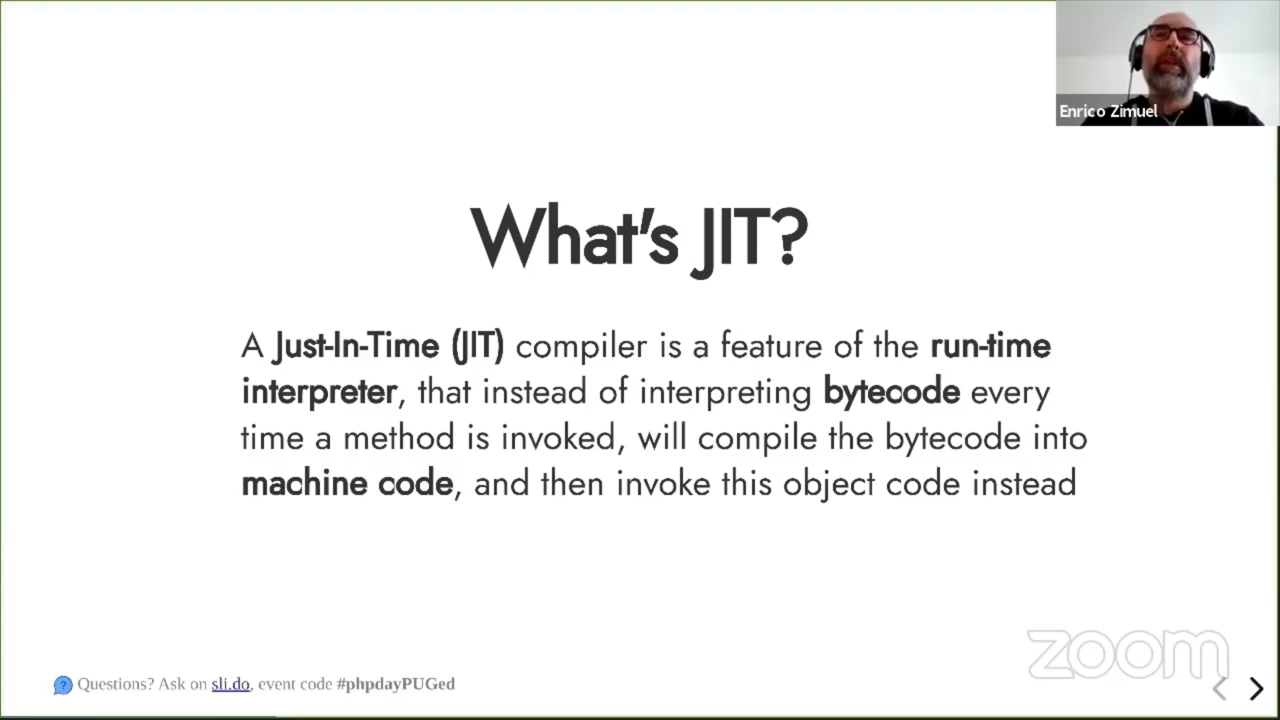 Enrico Zimuel
What's JIT?
A Just-In-Time (JIT) compiler is a feature of the run-time
interpreter, that instead of interpreting bytecode every
time a method is invoked, will compile the bytecode into
machine code, and then invoke this object code instead
zoom
Questions? Ask on sli.do, event code #phpdayPUGed